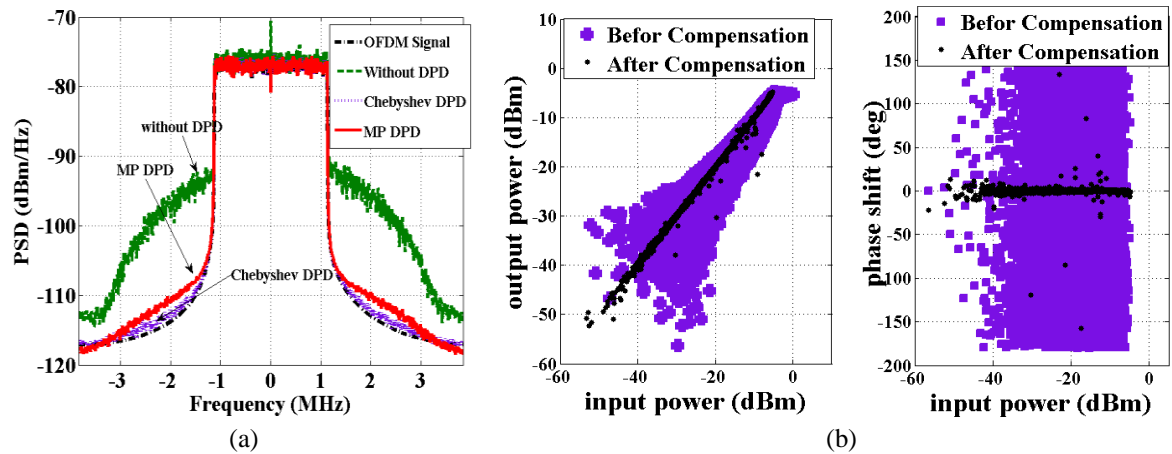 -70
-80
-90
-100
-110
-120
PSD (dBm/Hz)
-3 -2 -1 0 1 2 3
Frequency (MHz)
OFDM Signal
Without DPD
Chebyshev DPD
MP DPD
without DPD
MP DPD
Chebyshev DPD
(a)
10
0
-10
-20
-30
-40
-50
-60
output power (dBm)
-60 -40 -20 0
input power (dBm)
Befor Compensation
After Compensation
200
150
100
50
0
-50
-100
-150
200
phase shift (deg)
-60 -40 -20 0
input power (dBm)
Befor Compensation
After Compensation
(b)